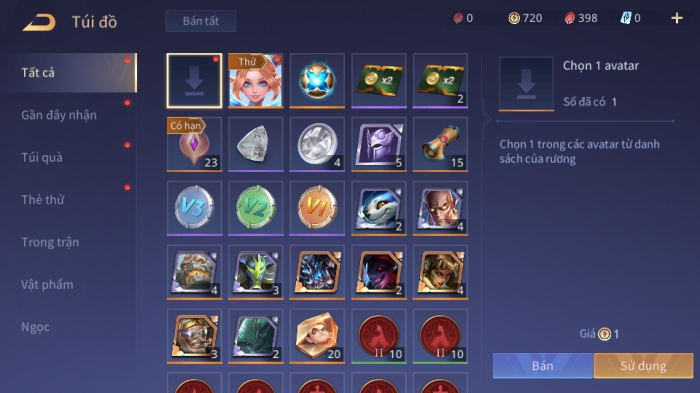 Túi đồ
Bán tất
0 720 398 0 +
Tất cả
Gần đây nhận
Túi quà
Thẻ thử
Trong trận
Vật phẩm
Ngọc
Thử
x2
x2
2
Có hạn
23
4
5
15
V3
V2
V1
2
4
4
3
2
2
4
3
2
20
II 10
II 10
Chọn 1 avatar
Số đã có 1
Chọn 1 trong các avatar từ danh
sách của rương
Giá 1
Bán
Sử dụng